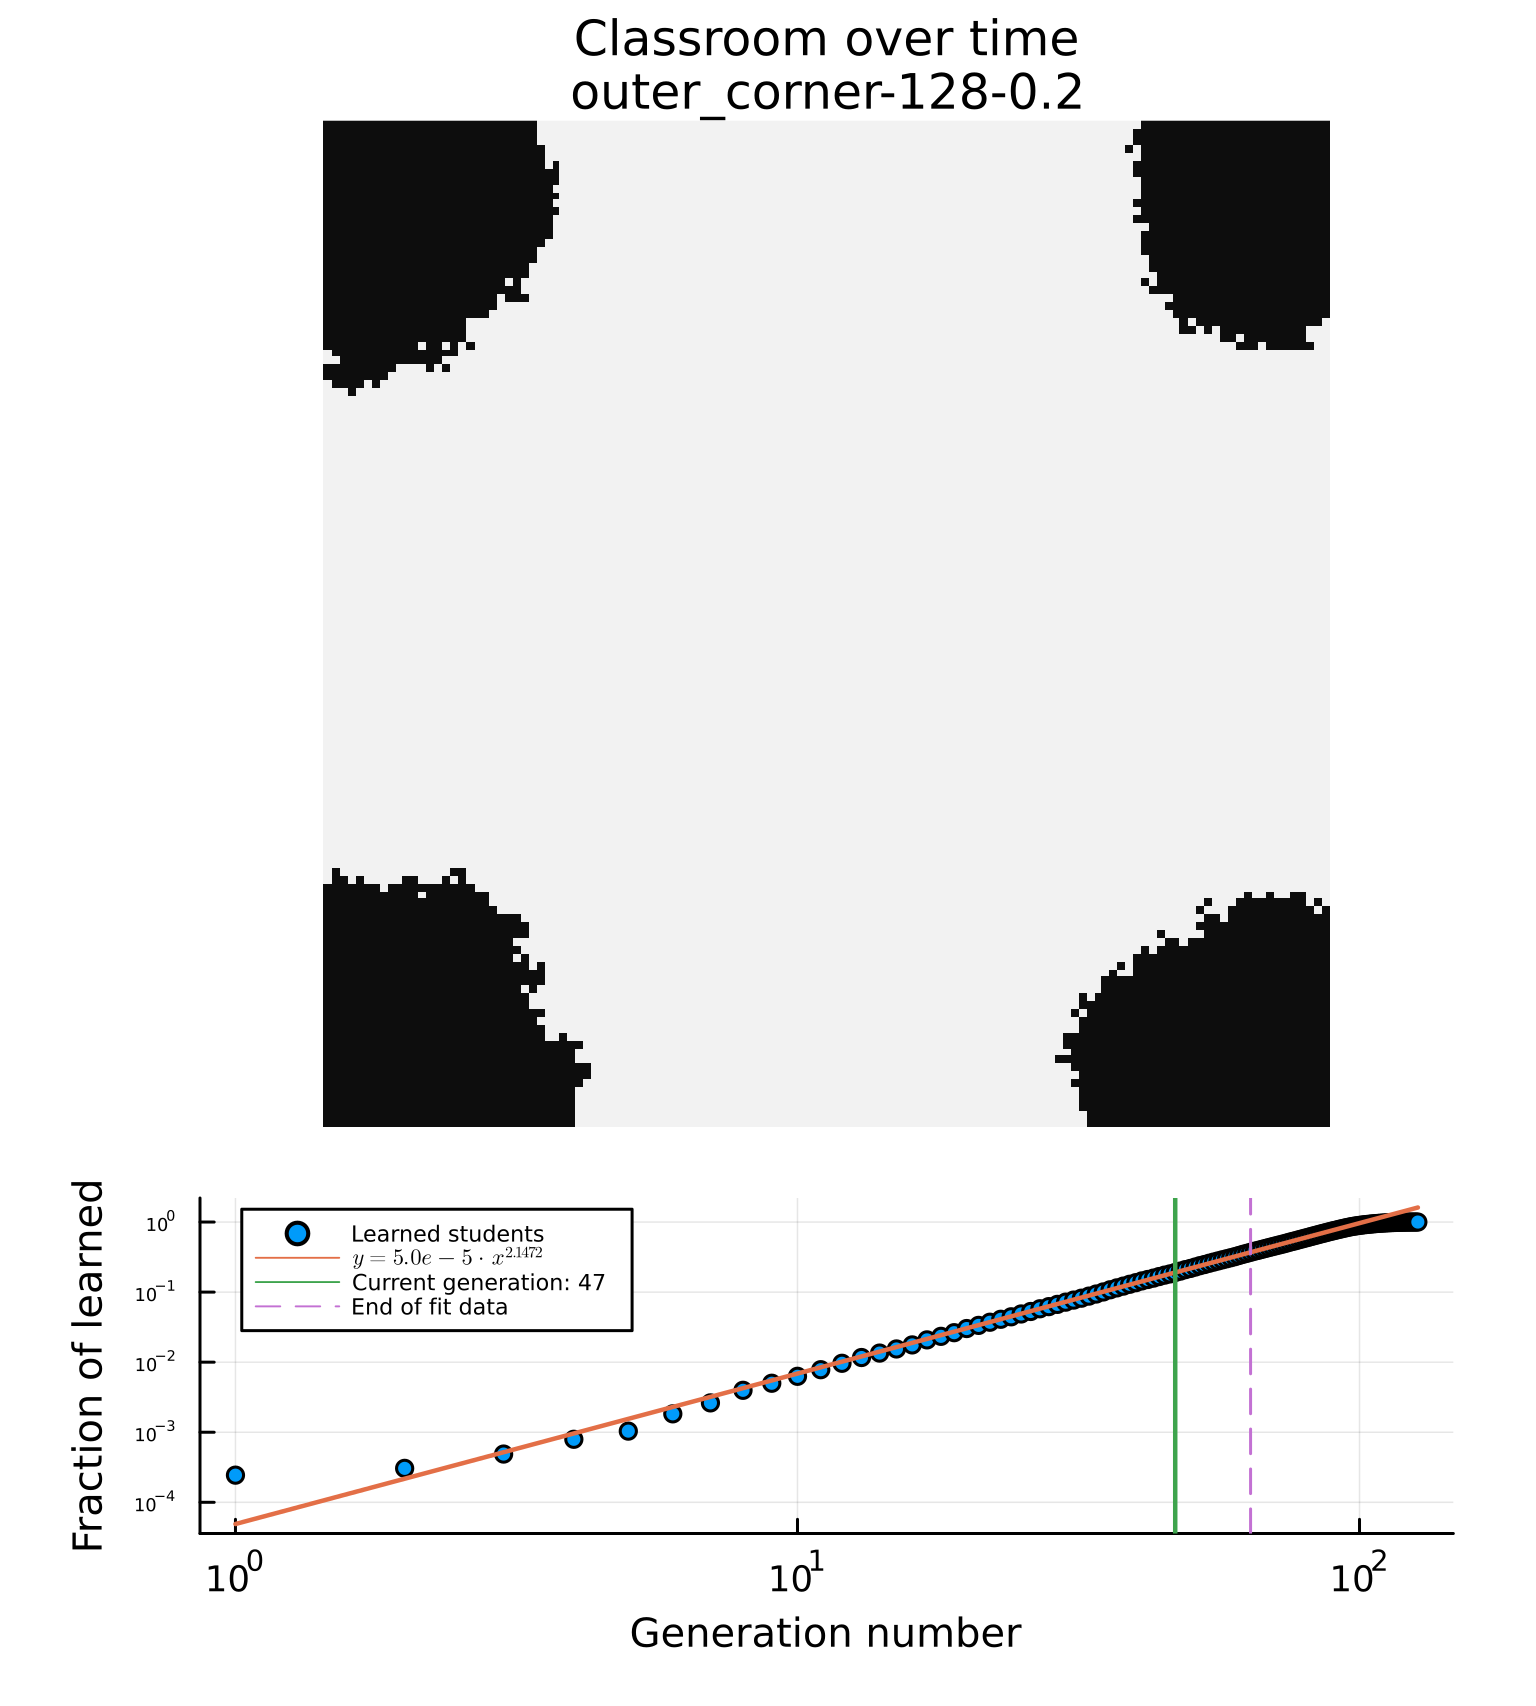 Classroom over time
outer_corner-128-0.2
Fraction of learned
10^0
10^-1
10^-2
10^-3
10^-4
Learned students
y = 5.0e − 5 · x^2.1472
Current generation: 47
End of fit data
10^0 10^1 10^2
Generation number